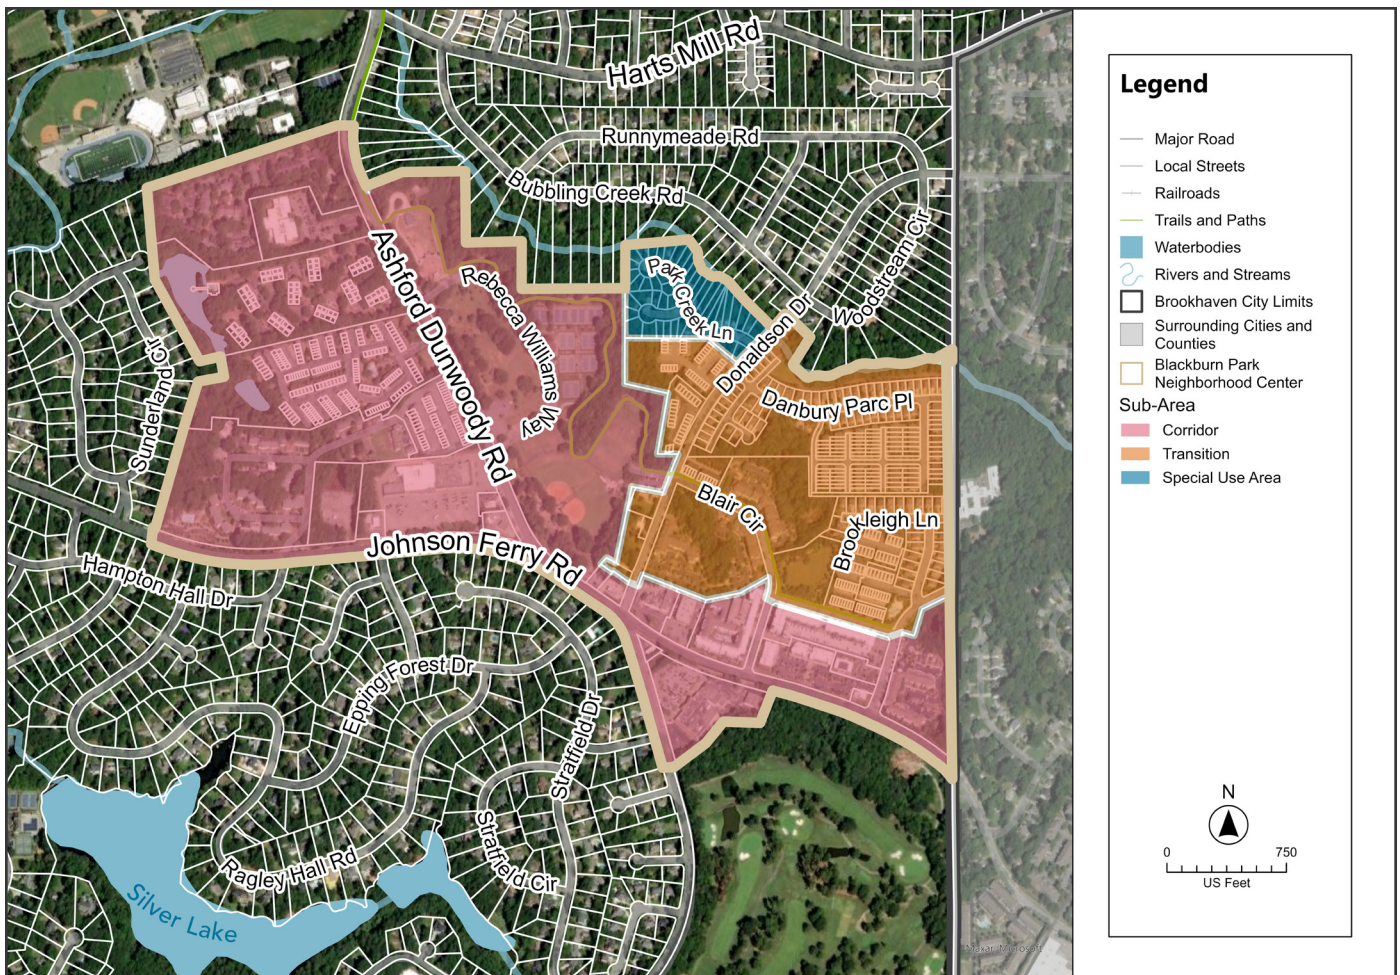 Harts Mill Rd
Runnymeade Rd
Bubbling Creek Rd
Woodstream Cir
Park Creek Ln
Donaldson Dr
Danbury Parc Pl
Ashford Dunwoody Rd
Rebecca Williams Way
Sunderland Cir
Blair Cir
Brookleigh Ln
Johnson Ferry Rd
Hampton Hall Dr
Epping Forest Dr
Stratfield Dr
Stratfield Cir
Ragley Hall Rd
Silver Lake
Maxar, Microsoft
Legend
Major Road
Local Streets
Railroads
Trails and Paths
Waterbodies
Rivers and Streams
Brookhaven City Limits
Surrounding Cities and
Counties
Blackburn Park
Neighborhood Center
Sub-Area
Corridor
Transition
Special Use Area
N
0 750
US Feet